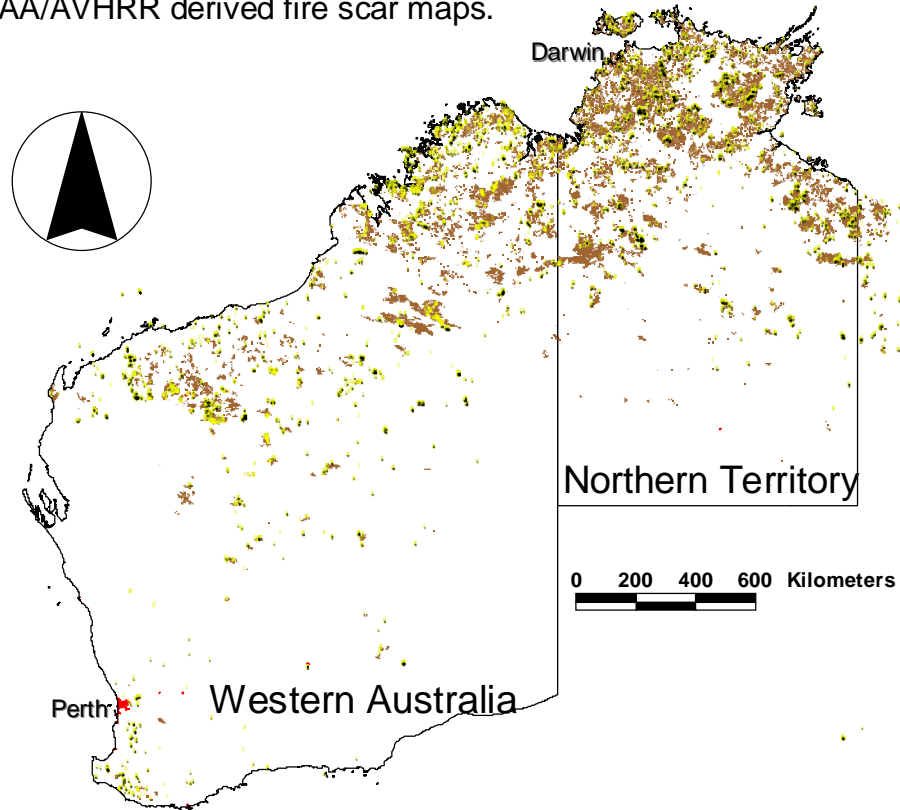 AA/AVHRR derived fire scar maps.
Darwin
Northern Territory
0 200 400 600 Kilometers
Western Australia
Perth